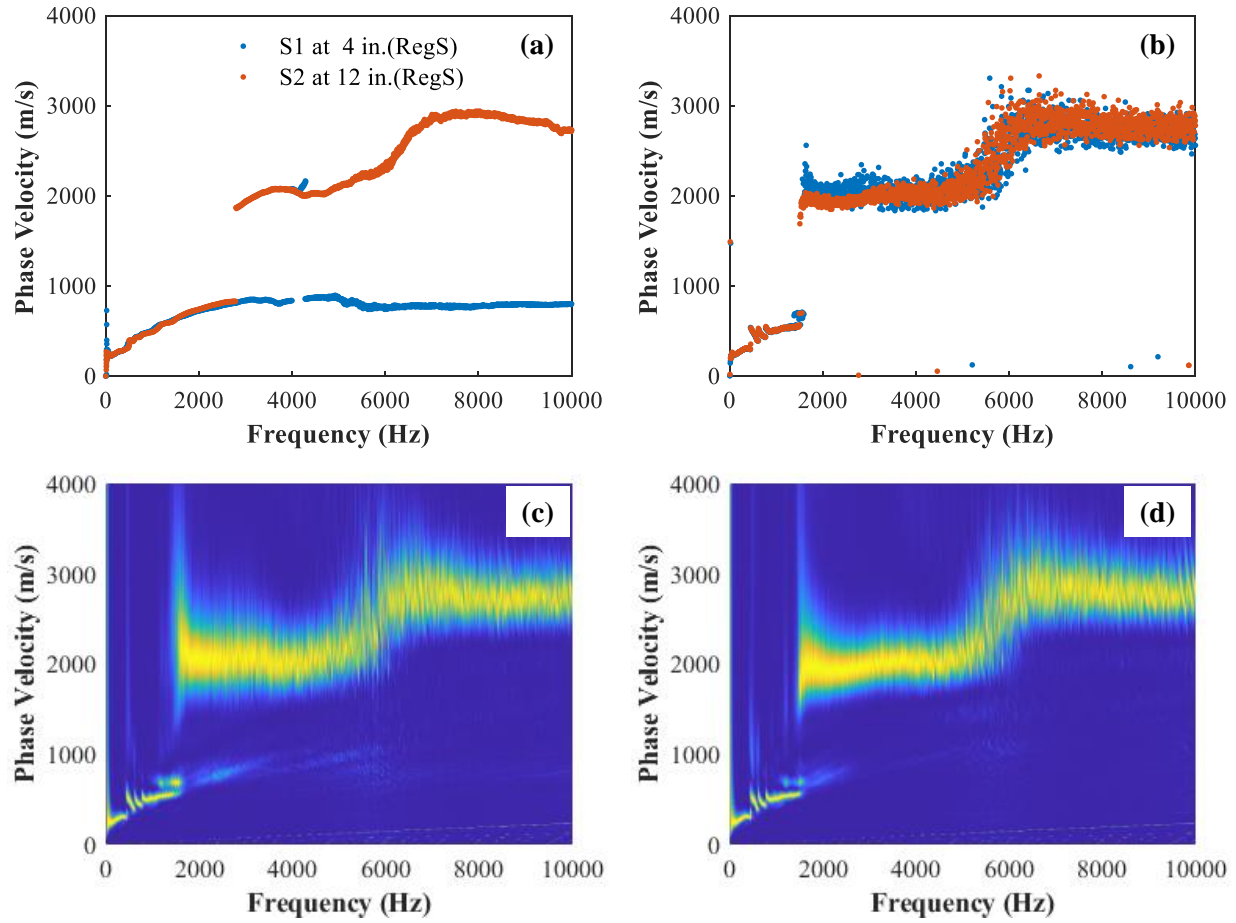 4000
3000
2000
1000
0
Phase Velocity (m/s)
S1 at 4 in.(RegS)
S2 at 12 in.(RegS)
(a)
0 2000 4000 6000 8000 10000
Frequency (Hz)
4000
3000
2000
1000
0
Phase Velocity (m/s)
(b)
0 2000 4000 6000 8000 10000
Frequency (Hz)
4000
3000
2000
1000
0
Phase Velocity (m/s)
(c)
0 2000 4000 6000 8000 10000
Frequency (Hz)
4000
3000
2000
1000
0
Phase Velocity (m/s)
(d)
0 2000 4000 6000 8000 10000
Frequency (Hz)